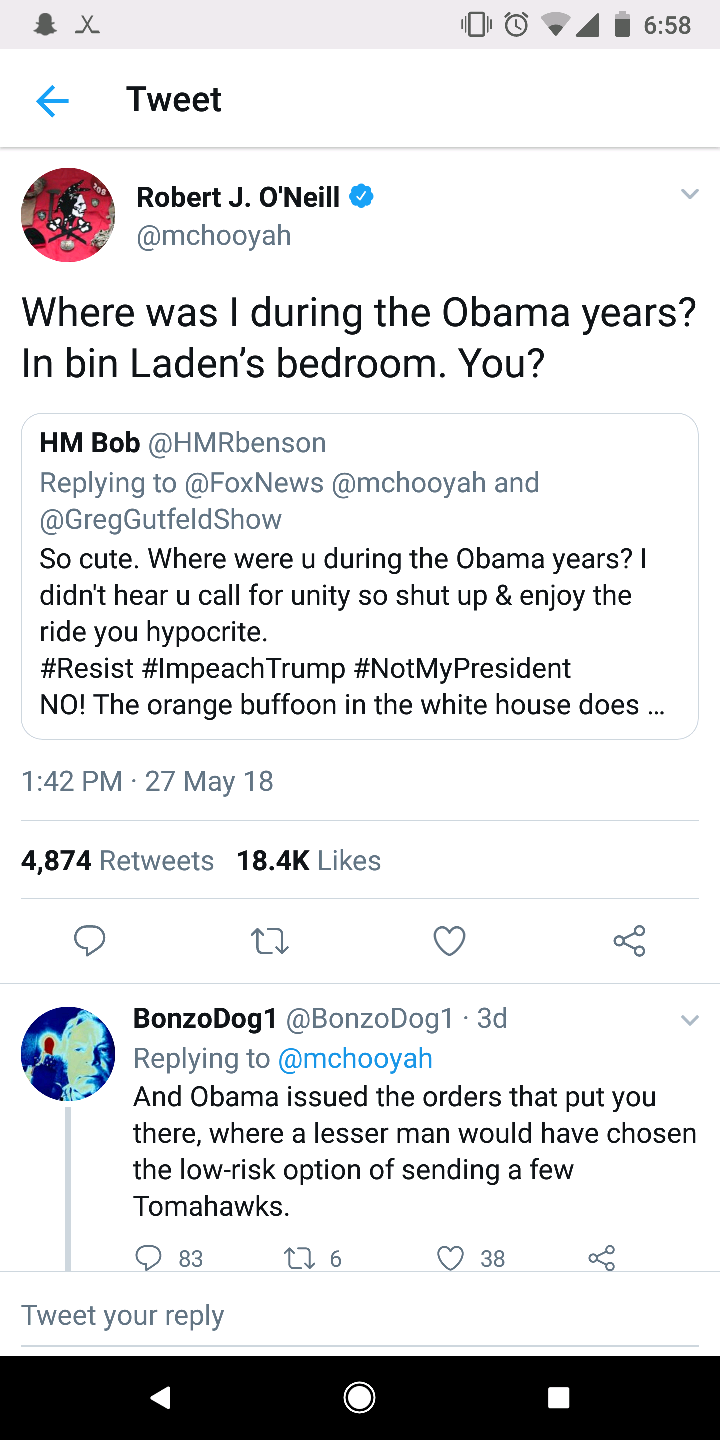 6:58
Tweet
Robert J. O'Neill
@mchooyah
Where was I during the Obama years?
In bin Laden’s bedroom. You?
HM Bob @HMRbenson
Replying to @FoxNews @mchooyah and
@GregGutfeldShow
So cute. Where were u during the Obama years? I
didn't hear u call for unity so shut up & enjoy the
ride you hypocrite.
#Resist #ImpeachTrump #NotMyPresident
NO! The orange buffoon in the white house does ...
1:42 PM · 27 May 18
4,874 Retweets 18.4K Likes
BonzoDog1 @BonzoDog1 · 3d
Replying to @mchooyah
And Obama issued the orders that put you
there, where a lesser man would have chosen
the low-risk option of sending a few
Tomahawks.
83 6 38
Tweet your reply